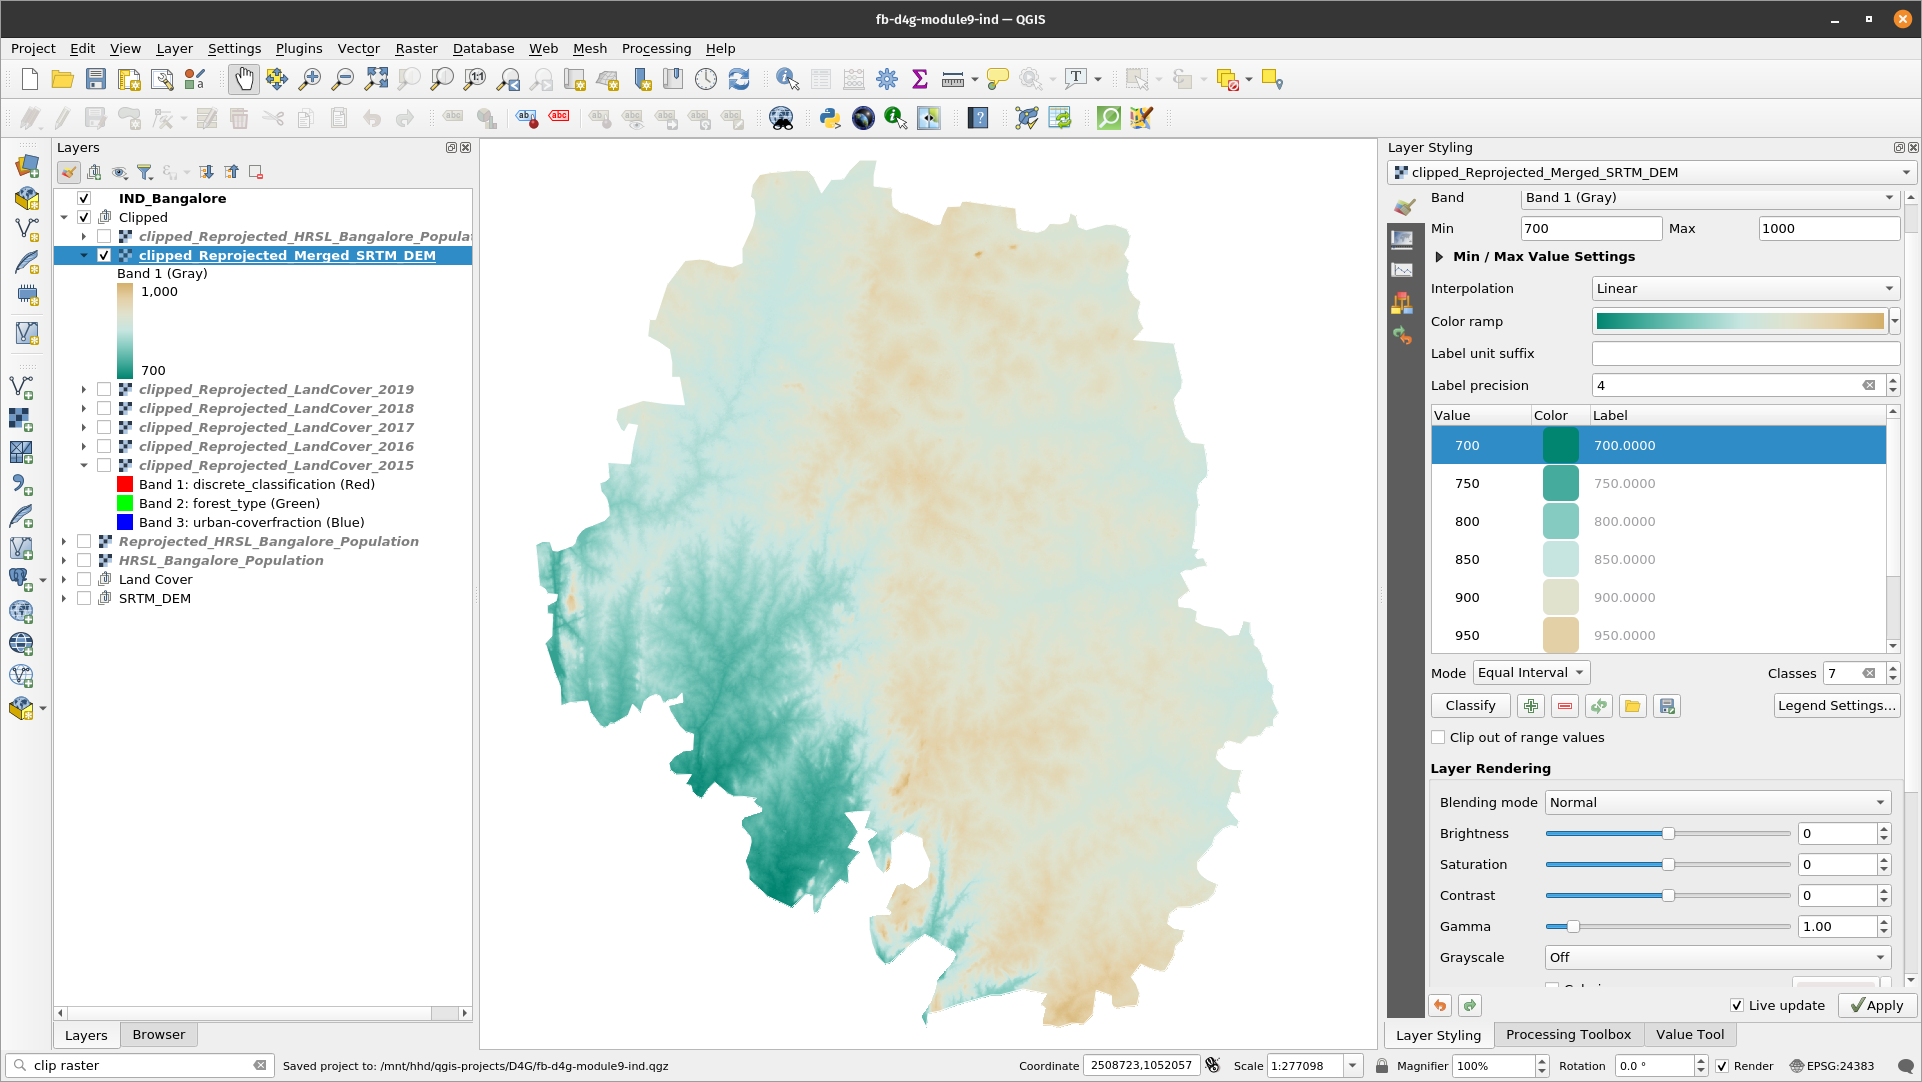 fb-d4g-module9-ind — QGIS
Project Edit View Layer Settings Plugins Vector Raster Database Web Mesh Processing Help
Layers
IND_Bangalore
Clipped
clipped_Reprojected_HRSL_Bangalore_Popula
clipped_Reprojected_Merged_SRTM_DEM
Band 1 (Gray)
1,000
700
clipped_Reprojected_LandCover_2019
clipped_Reprojected_LandCover_2018
clipped_Reprojected_LandCover_2017
clipped_Reprojected_LandCover_2016
clipped_Reprojected_LandCover_2015
Band 1: discrete_classification (Red)
Band 2: forest_type (Green)
Band 3: urban-coverfraction (Blue)
Reprojected_HRSL_Bangalore_Population
HRSL_Bangalore_Population
Land Cover
SRTM_DEM
Layers Browser
Layer Styling
clipped_Reprojected_Merged_SRTM_DEM
Band Band 1 (Gray)
Min 700 Max 1000
Min / Max Value Settings
Interpolation Linear
Color ramp
Label unit suffix
Label precision 4
Value Color Label
700 700.0000
750 750.0000
800 800.0000
850 850.0000
900 900.0000
950 950.0000
Mode Equal Interval Classes 7
Classify Legend Settings...
Clip out of range values
Layer Rendering
Blending mode Normal
Brightness 0
Saturation 0
Contrast 0
Gamma 1.00
Grayscale Off
Live update Apply
Layer Styling Processing Toolbox Value Tool
clip raster Saved project to: /mnt/hhd/qgis-projects/D4G/fb-d4g-module9-ind.qgz Coordinate 2508723,1052057 Scale 1:277098 Magnifier 100% Rotation 0.0 ° Render EPSG:24383